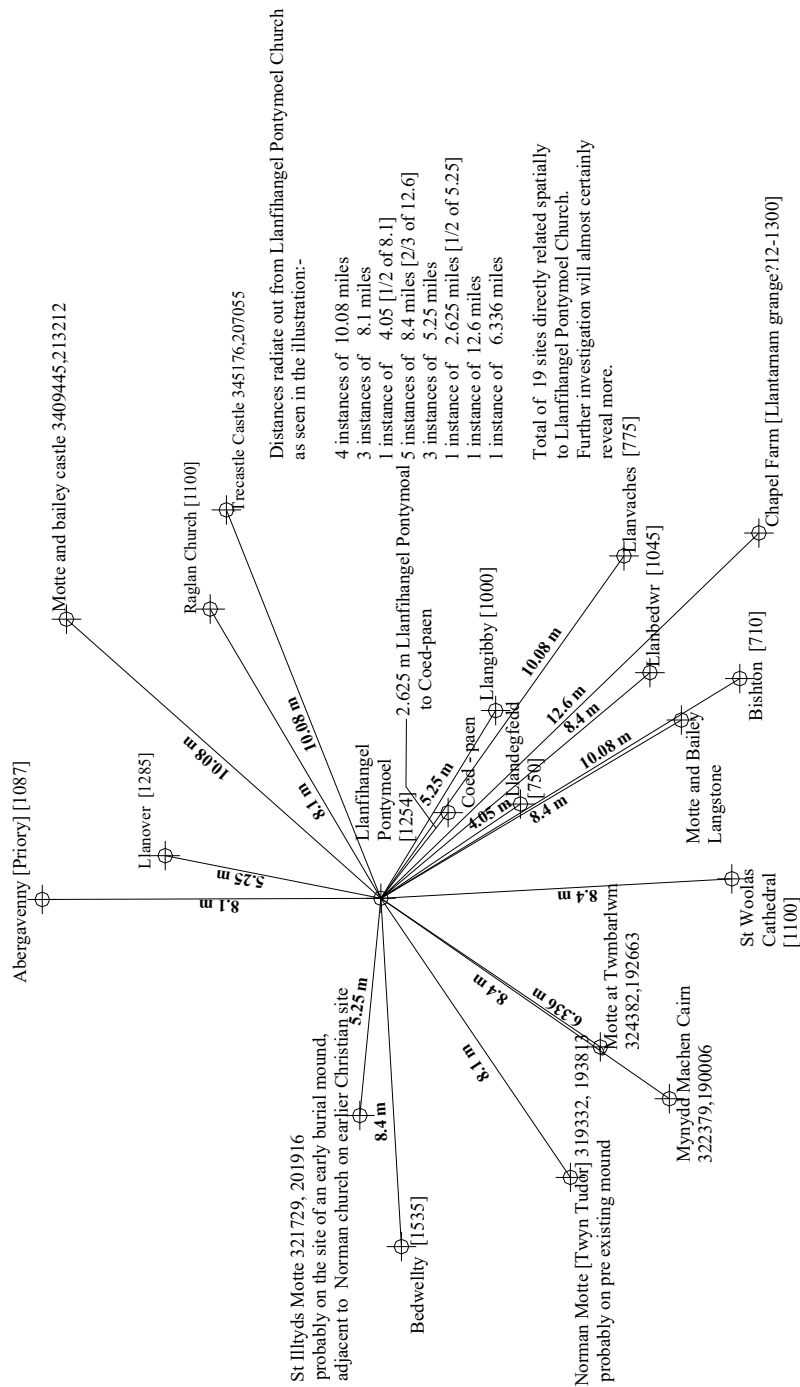 Abergavenny [Priory] [1087]
Motte and bailey castle 3409445,213212
Llanover [1285]
Raglan Church [1100]
Trecastle Castle 345176,207055
Distances radiate out from Llanfihangel Pontymoel Church
as seen in the illustration:-
4 instances of 10.08 miles
3 instances of 8.1 miles
1 instance of 4.05 [1/2 of 8.1]
5 instances of 8.4 miles [2/3 of 12.6]
3 instances of 5.25 miles
1 instance of 2.625 miles [1/2 of 5.25]
1 instance of 12.6 miles
1 instance of 6.336 miles
Total of 19 sites directly related spatially
to Llanfihangel Pontymoel Church.
Further investigation will almost certainly
reveal more.
8.1 m
5.25 m
10.08 m
8.1 m
10.08 m
Llanfihangel
Pontymoel
[1254]
2.625 m Llanfihangel Pontymoal
to Coed-paen
St Illtyds Motte 321729, 201916
probably on the site of an early burial mound,
adjacent to Norman church on earlier Christian site
5.25 m
8.4 m
Bedwellty [1535]
5.25 m
Llangibby [1000]
Coed - paen
4.05 m
Llandegfedd
[750]
10.08 m
Llanvaches [775]
12.6 m
Chapel Farm [Llantarnam grange?12-1300]
8.4 m
Llanbedwr [1045]
10.08 m
Bishton [710]
8.4 m
Motte and Bailey
Langstone
8.4 m
St Woolas
Cathedral
[1100]
8.4 m
6.336 m
Motte at Twmbarlwm
324382,192663
Mynydd Machen Cairn
322379,190006
8.1 m
Norman Motte [Twyn Tudor] 319332, 193813
probably on pre existing mound